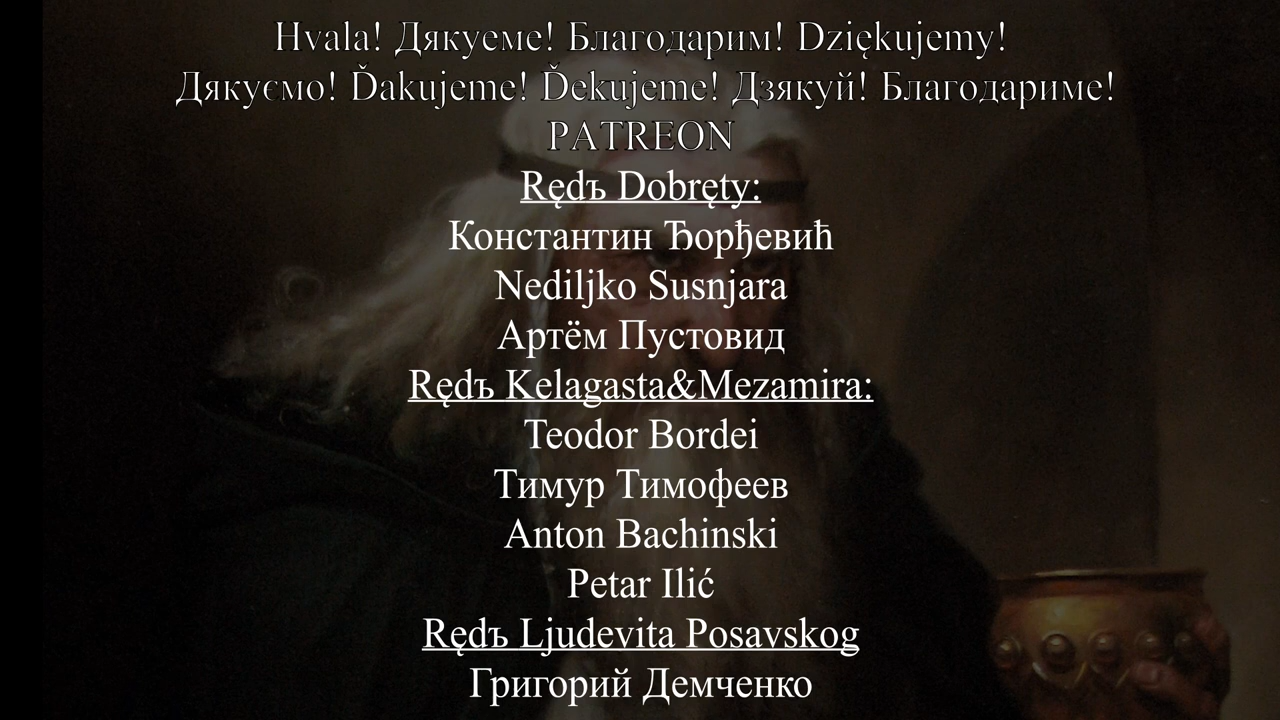 Hvala! Дякуеме! Благодарим! Dziękujemy!
Дякуємо! Ďakujeme! Ďekujeme! Дзякуй! Благодариме!
PATREON
Rędъ Dobręty:
Константин Ђорђевић
Nediljko Susnjara
Артём Пустовид
Rędъ Kelagasta&Mezamira:
Teodor Bordei
Тимур Тимофеев
Anton Bachinski
Petar Ilić
Rędъ Ljudevita Posavskog
Григорий Демченко